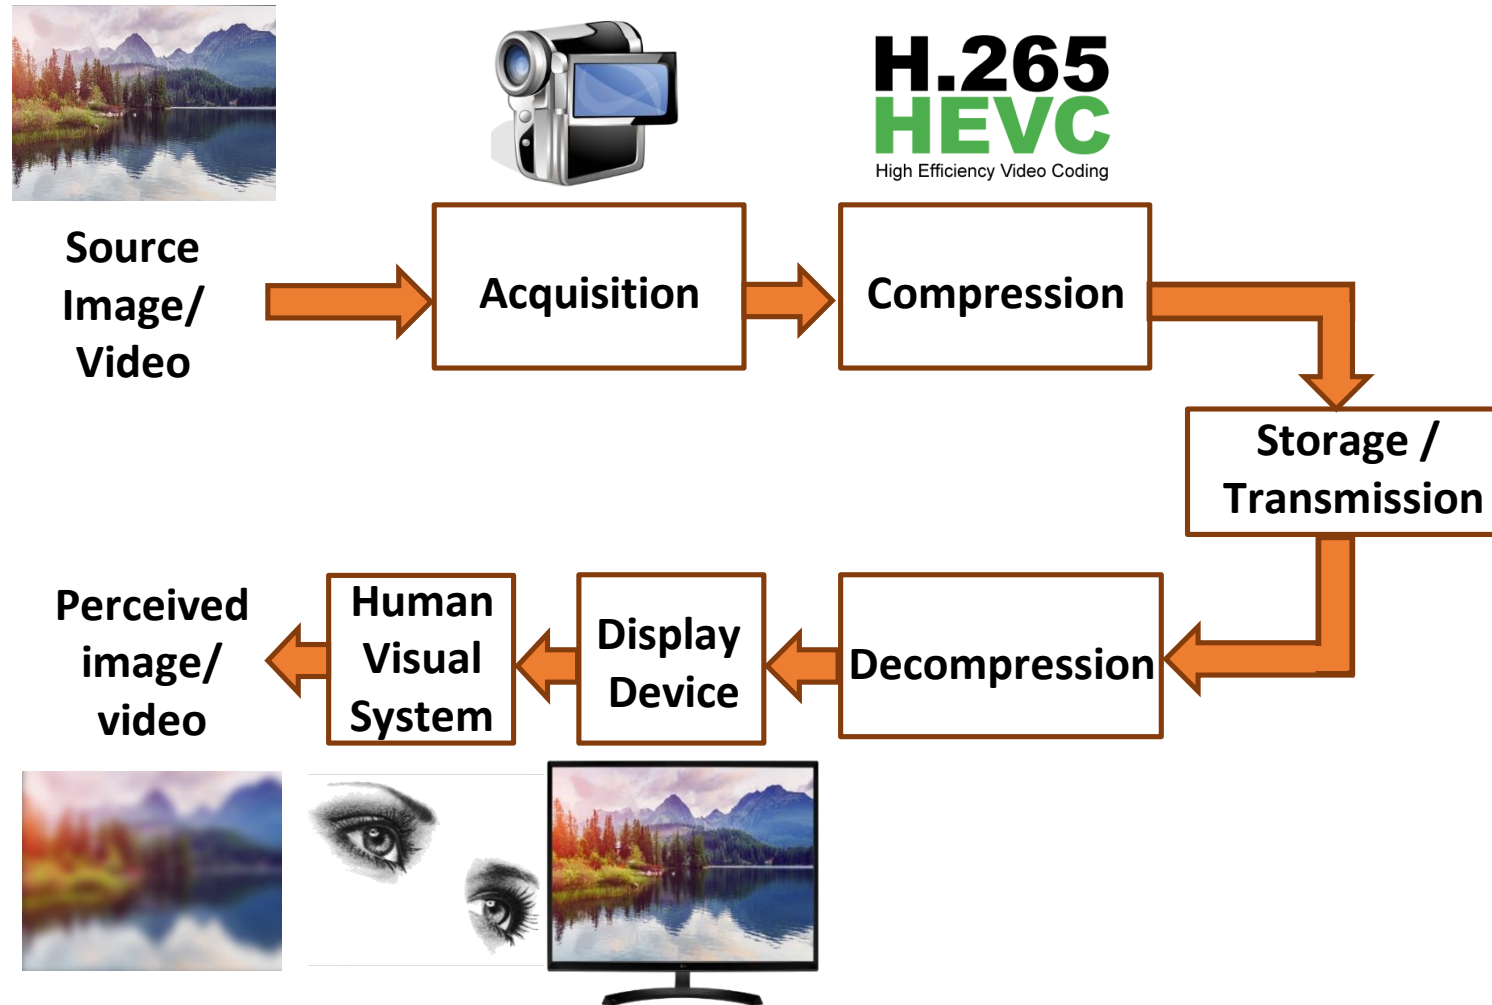 H.265
HEVC
High Efficiency Video Coding
Source
Image/
Video
Acquisition
Compression
Storage /
Transmission
Perceived
image/
video
Human
Visual
System
Display
Device
Decompression